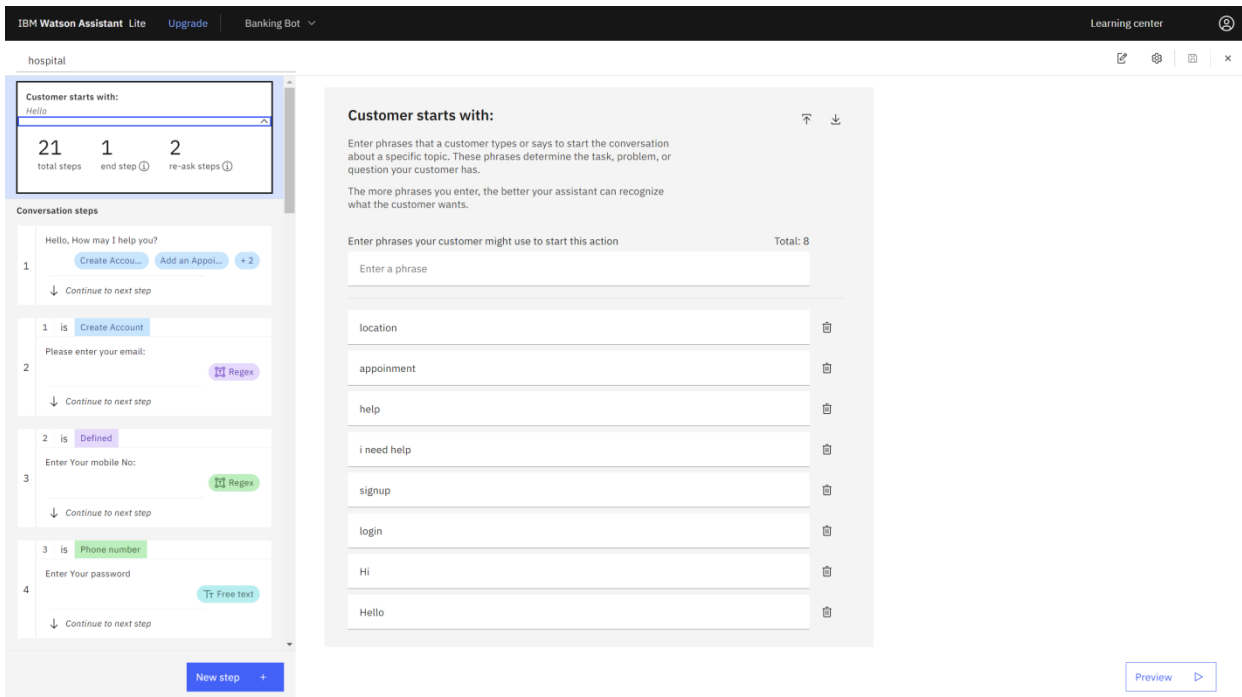 IBM Watson Assistant Lite Upgrade Banking Bot Learning center
hospital
Customer starts with:
Hello
21 1 2
total steps end step re-ask steps
Conversation steps
1
Hello, How may I help you?
Create Accou... Add an Appoi... + 2
Continue to next step
2
1 is Create Account
Please enter your email:
Regex
Continue to next step
3
2 is Defined
Enter Your mobile No:
Regex
Continue to next step
4
3 is Phone number
Enter Your password
Free text
Continue to next step
New step +
Customer starts with:
Enter phrases that a customer types or says to start the conversation
about a specific topic. These phrases determine the task, problem, or
question your customer has.
The more phrases you enter, the better your assistant can recognize
what the customer wants.
Enter phrases your customer might use to start this action Total: 8
Enter a phrase
location
appoinment
help
i need help
signup
login
Hi
Hello
Preview